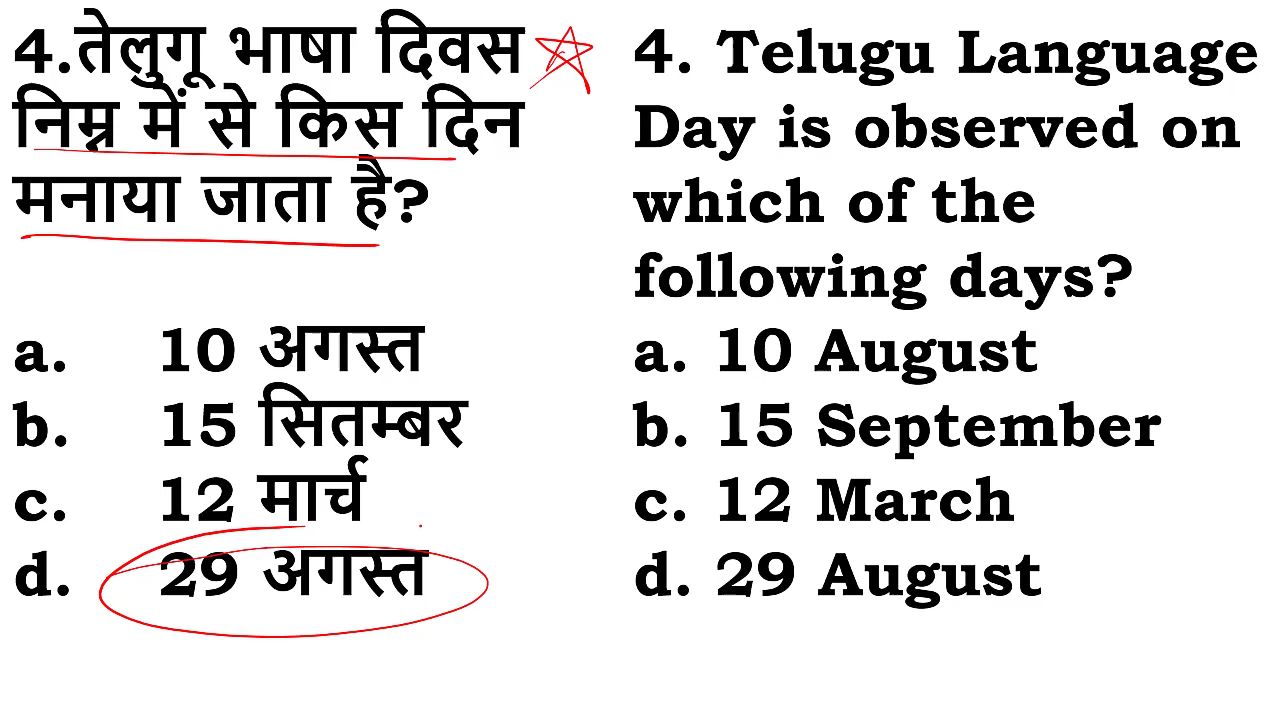 4.तेलुगू भाषा दिवस
निम्न में से किस दिन
मनाया जाता है?
a. 10 अगस्त
b. 15 सितम्बर
c. 12 मार्च
d. 29 अगस्त
4. Telugu Language
Day is observed on
which of the
following days?
a. 10 August
b. 15 September
c. 12 March
d. 29 August